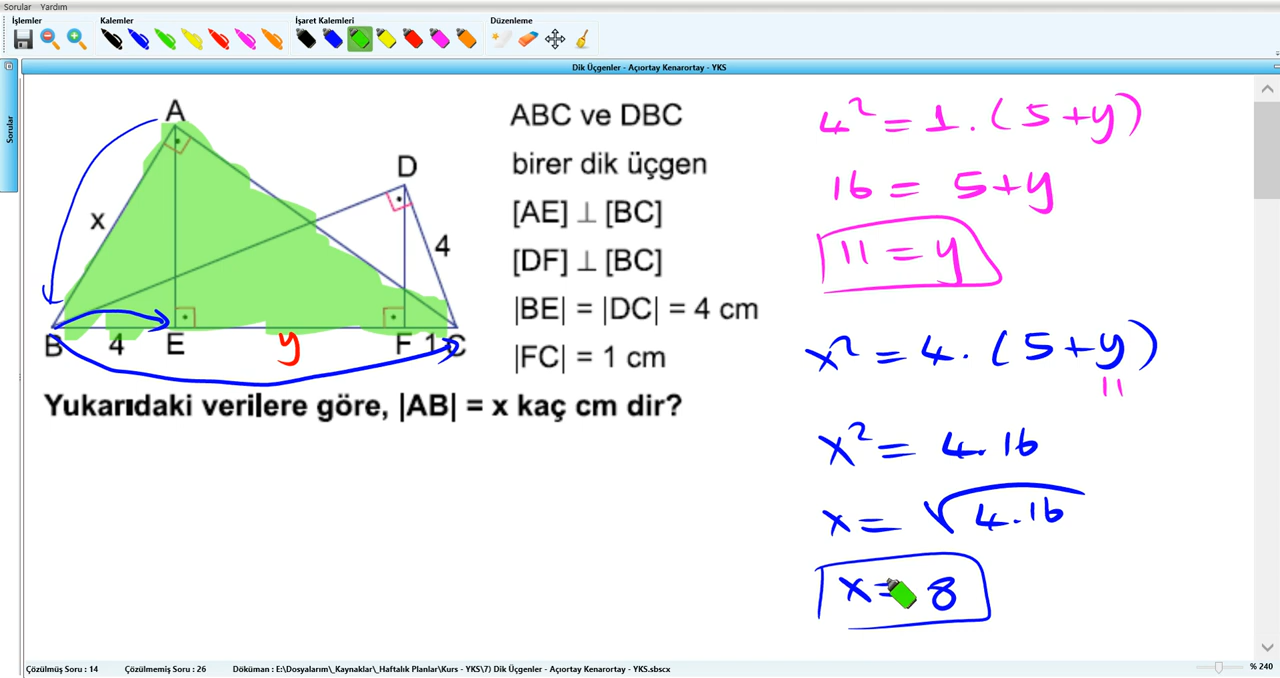 Sorular Yardım
İşlemler Kalemler İşaret Kalemleri Düzenleme
Dik Üçgenler - Açıortay Kenarortay - YKS
Sorular
A
D
x
4
B 4 E y F 1 C
ABC ve DBC
birer dik üçgen
[AE] ⊥ [BC]
[DF] ⊥ [BC]
|BE| = |DC| = 4 cm
|FC| = 1 cm
Yukarıdaki verilere göre, |AB| = x kaç cm dir?
4² = 1.(5+y)
16 = 5+y
11 = y
x² = 4.(5+y)
11
x² = 4.16
x = √4.16
x = 8
Çözülmüş Soru : 14 Çözülmemiş Soru : 26 Döküman : E:\Dosyalarım\_Kaynaklar\_Haftalık Planlar\Kurs - YKS\7) Dik Üçgenler - Açıortay Kenarortay - YKS.sbscx % 240